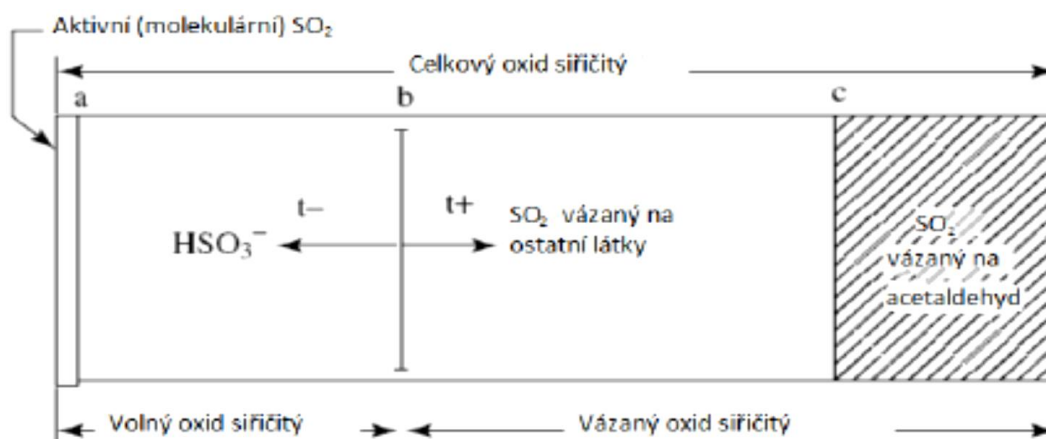 Aktivní (molekulární) SO₂
Celkový oxid siřičitý
a
b
c
t−
t+
HSO₃⁻
SO₂ vázaný na
ostatní látky
SO₂
vázaný na
acetaldehyd
Volný oxid siřičitý
Vázaný oxid siřičitý